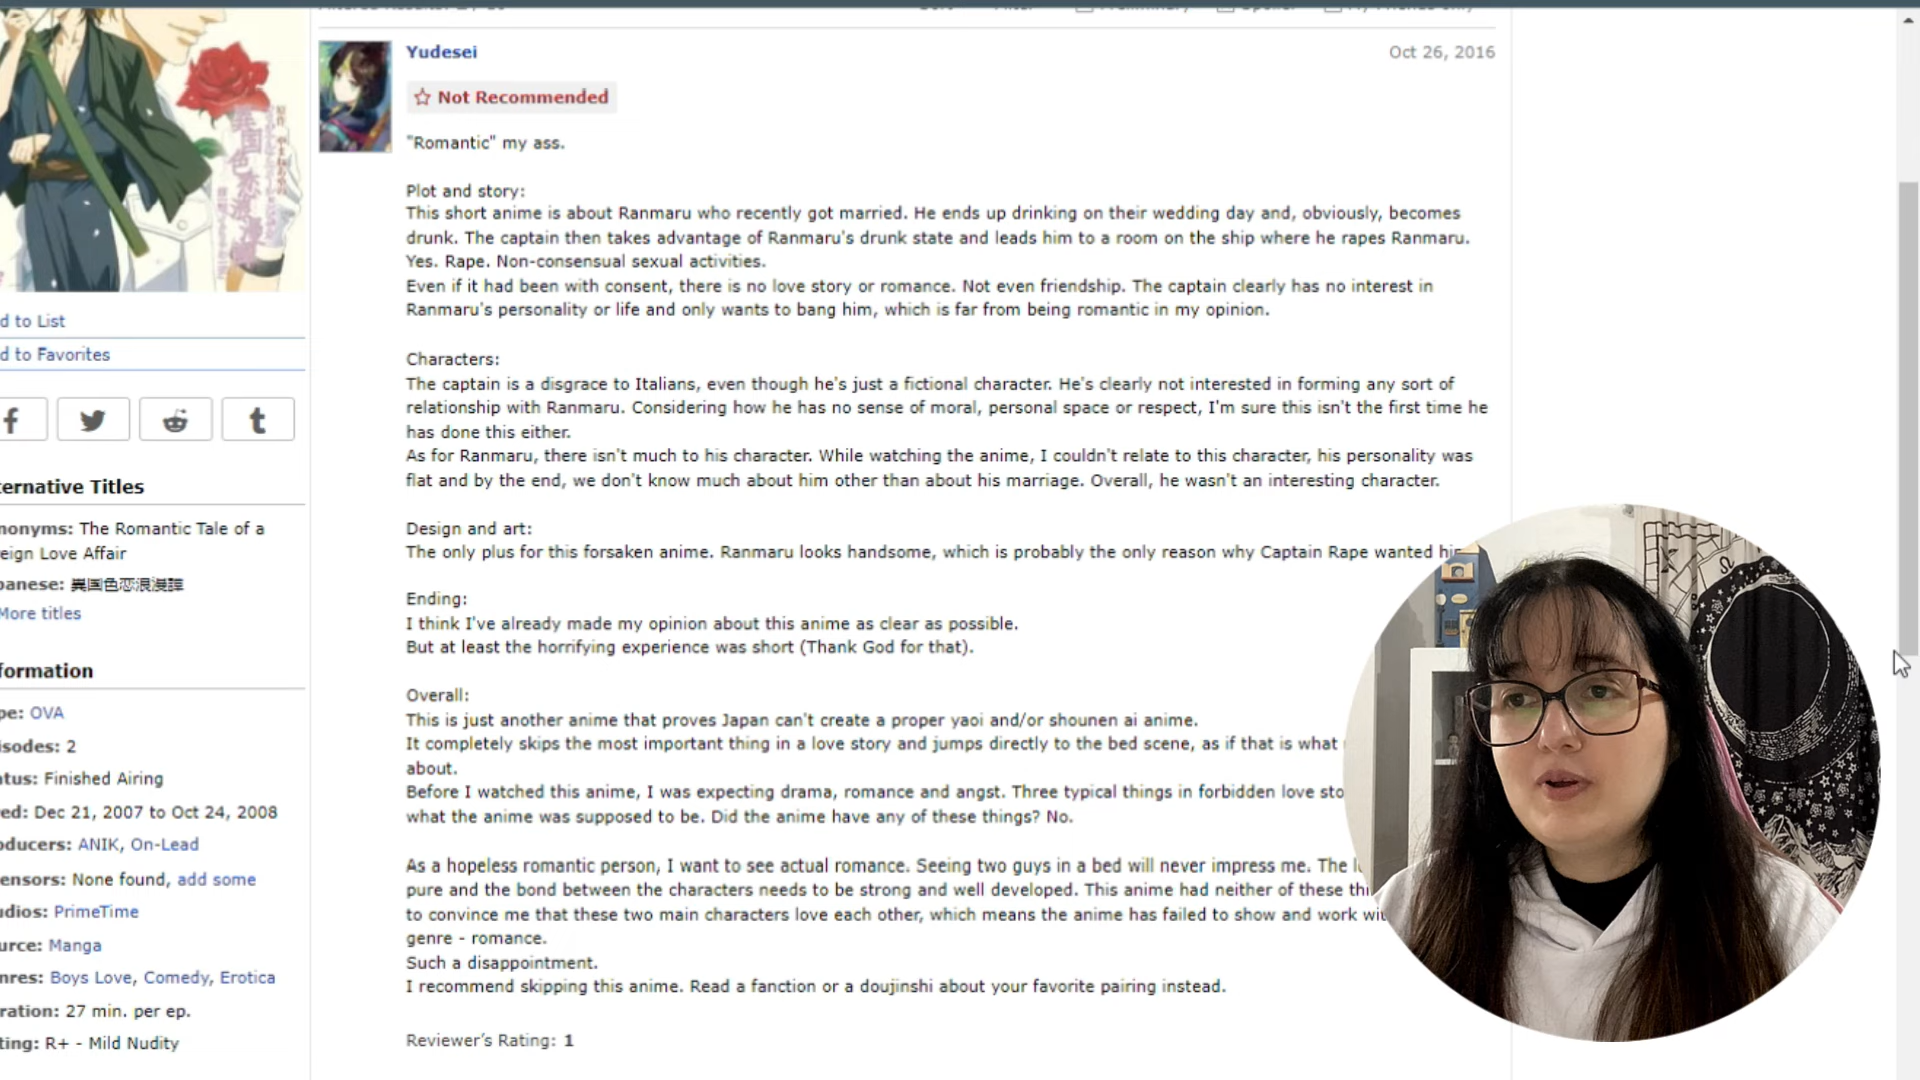 Yudesei
Oct 26, 2016
Not Recommended
"Romantic" my ass.
Plot and story:
This short anime is about Ranmaru who recently got married. He ends up drinking on their wedding day and, obviously, becomes
drunk. The captain then takes advantage of Ranmaru's drunk state and leads him to a room on the ship where he rapes Ranmaru.
Yes. Rape. Non-consensual sexual activities.
Even if it had been with consent, there is no love story or romance. Not even friendship. The captain clearly has no interest in
Ranmaru's personality or life and only wants to bang him, which is far from being romantic in my opinion.
Characters:
The captain is a disgrace to Italians, even though he's just a fictional character. He's clearly not interested in forming any sort of
relationship with Ranmaru. Considering how he has no sense of moral, personal space or respect, I'm sure this isn't the first time he
has done this either.
As for Ranmaru, there isn't much to his character. While watching the anime, I couldn't relate to this character, his personality was
flat and by the end, we don't know much about him other than about his marriage. Overall, he wasn't an interesting character.
Design and art:
The only plus for this forsaken anime. Ranmaru looks handsome, which is probably the only reason why Captain Rape wanted
Ending:
I think I've already made my opinion about this anime as clear as possible.
But at least the horrifying experience was short (Thank God for that).
Overall:
This is just another anime that proves Japan can't create a proper yaoi and/or shounen ai anime.
It completely skips the most important thing in a love story and jumps directly to the bed scene, as if that is what
about.
Before I watched this anime, I was expecting drama, romance and angst. Three typical things in forbidden love
what the anime was supposed to be. Did the anime have any of these things? No.
As a hopeless romantic person, I want to see actual romance. Seeing two guys in a bed will never impress me. The
pure and the bond between the characters needs to be strong and well developed. This anime had neither of these
to convince me that these two main characters love each other, which means the anime has failed to show and work
genre - romance.
Such a disappointment.
I recommend skipping this anime. Read a fanction or a doujinshi about your favorite pairing instead.
Reviewer's Rating: 1
d to List
d to Favorites
ternative Titles
nonyms: The Romantic Tale of a
eign Love Affair
panese: 異国色恋浪漫譚
More titles
formation
pe: OVA
isodes: 2
atus: Finished Airing
red: Dec 21, 2007 to Oct 24, 2008
oducers: ANIK, On-Lead
ensors: None found, add some
udios: PrimeTime
urce: Manga
nres: Boys Love, Comedy, Erotica
ration: 27 min. per ep.
ting: R+ - Mild Nudity